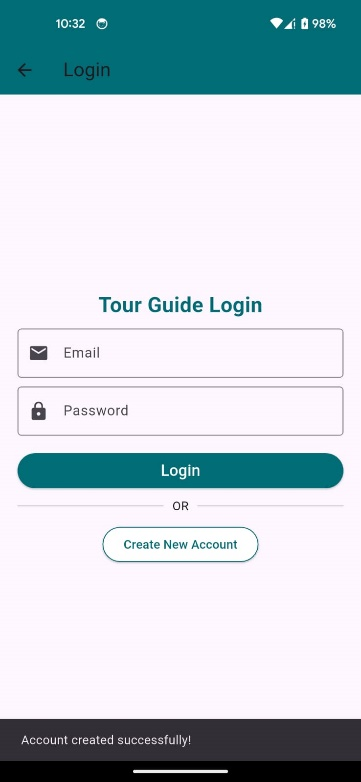 10:32 98%
Login
Tour Guide Login
Email
Password
Login
OR
Create New Account
Account created successfully!